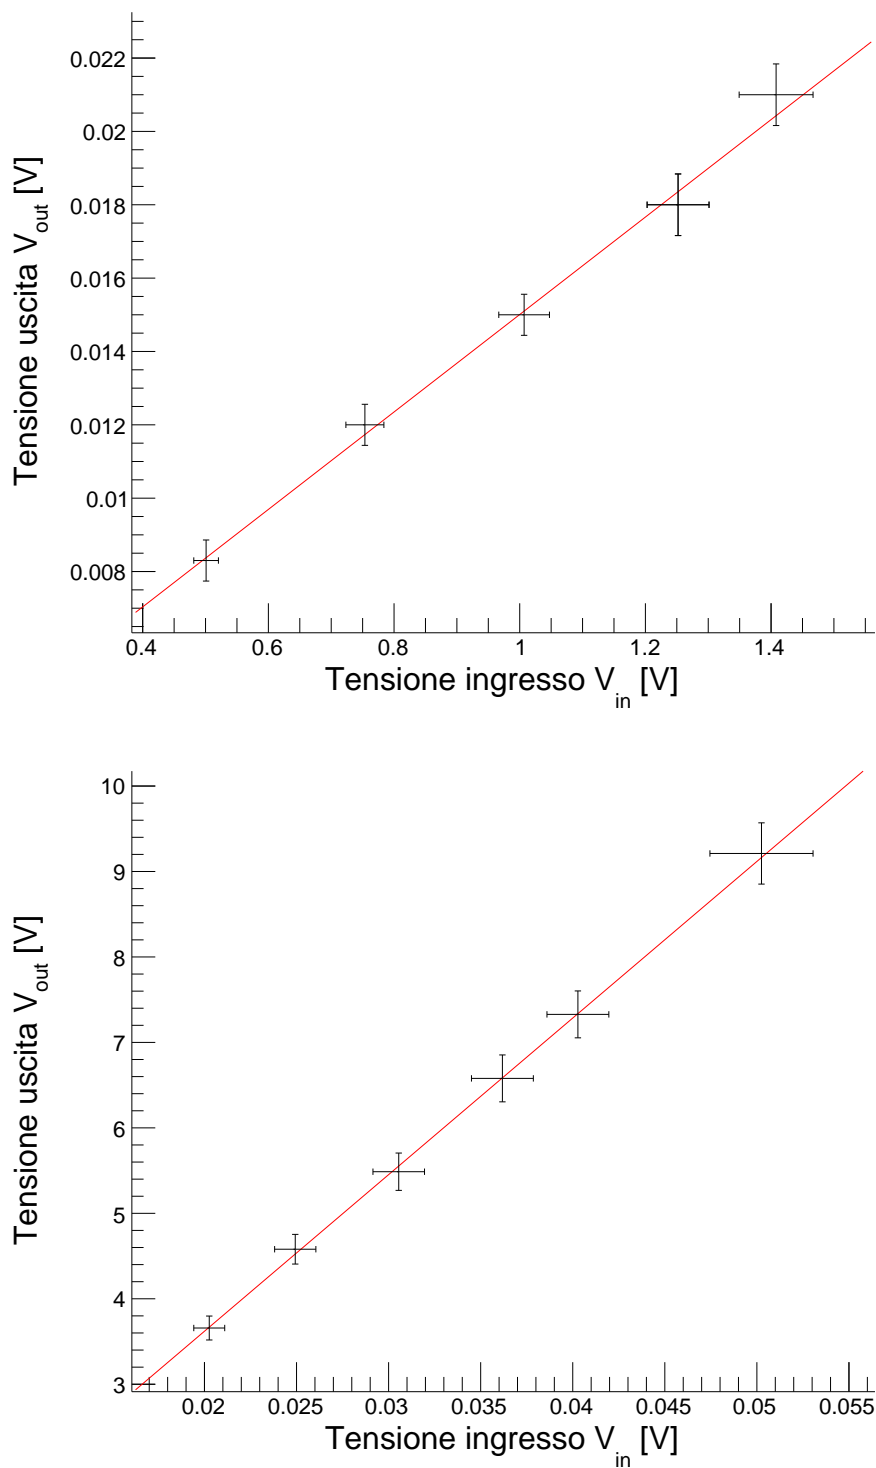 Tensione uscita V_out [V]
0.022
0.02
0.018
0.016
0.014
0.012
0.01
0.008
0.4 0.6 0.8 1 1.2 1.4
Tensione ingresso V_in [V]
Tensione uscita V_out [V]
10
9
8
7
6
5
4
3
0.02 0.025 0.03 0.035 0.04 0.045 0.05 0.055
Tensione ingresso V_in [V]